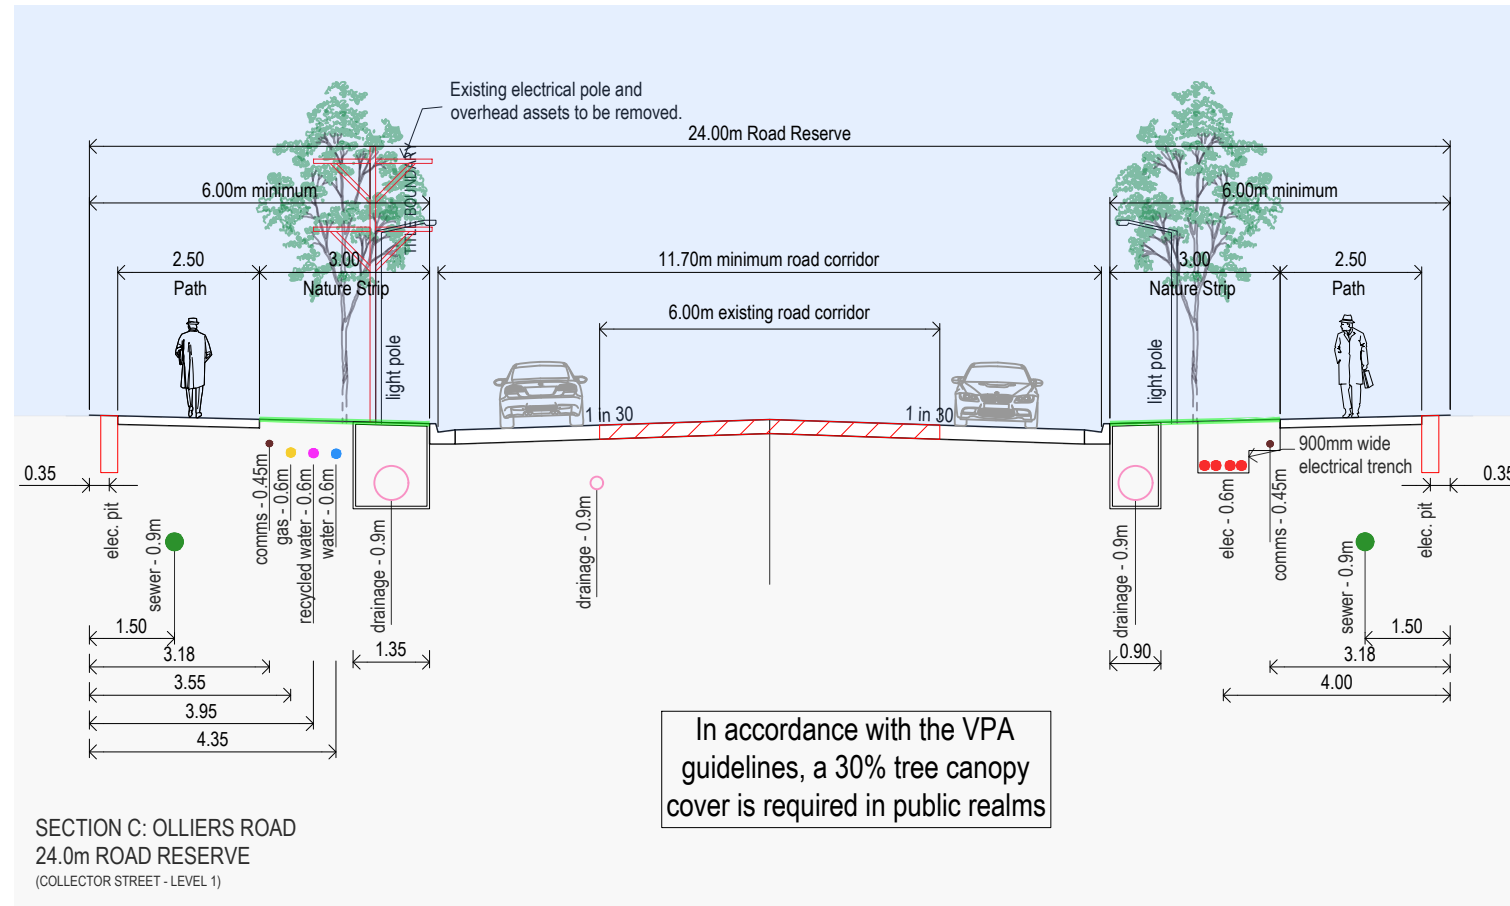 Existing electrical pole and
overhead assets to be removed.
24.00m Road Reserve
TITLE BOUNDARY
6.00m minimum
6.00m minimum
2.50
3.00
11.70m minimum road corridor
3.00
2.50
Path
Nature Strip
Nature Strip
Path
6.00m existing road corridor
light pole
light pole
1 in 30
1 in 30
900mm wide
electrical trench
0.35
0.35
elec. pit
sewer - 0.9m
comms - 0.45m
gas - 0.6m
recycled water - 0.6m
water - 0.6m
drainage - 0.9m
drainage - 0.9m
drainage - 0.9m
elec - 0.6m
comms - 0.45m
sewer - 0.9m
elec. pit
1.50
1.35
0.90
1.50
3.18
3.18
3.55
4.00
3.95
4.35
In accordance with the VPA
guidelines, a 30% tree canopy
cover is required in public realms
SECTION C: OLLIERS ROAD
24.0m ROAD RESERVE
(COLLECTOR STREET - LEVEL 1)